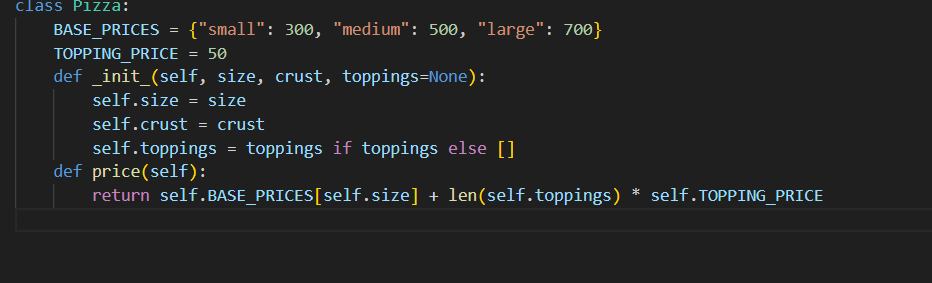 class Pizza:
    BASE_PRICES = {"small": 300, "medium": 500, "large": 700}
    TOPPING_PRICE = 50
    def _init_(self, size, crust, toppings=None):
        self.size = size
        self.crust = crust
        self.toppings = toppings if toppings else []
    def price(self):
        return self.BASE_PRICES[self.size] + len(self.toppings) * self.TOPPING_PRICE